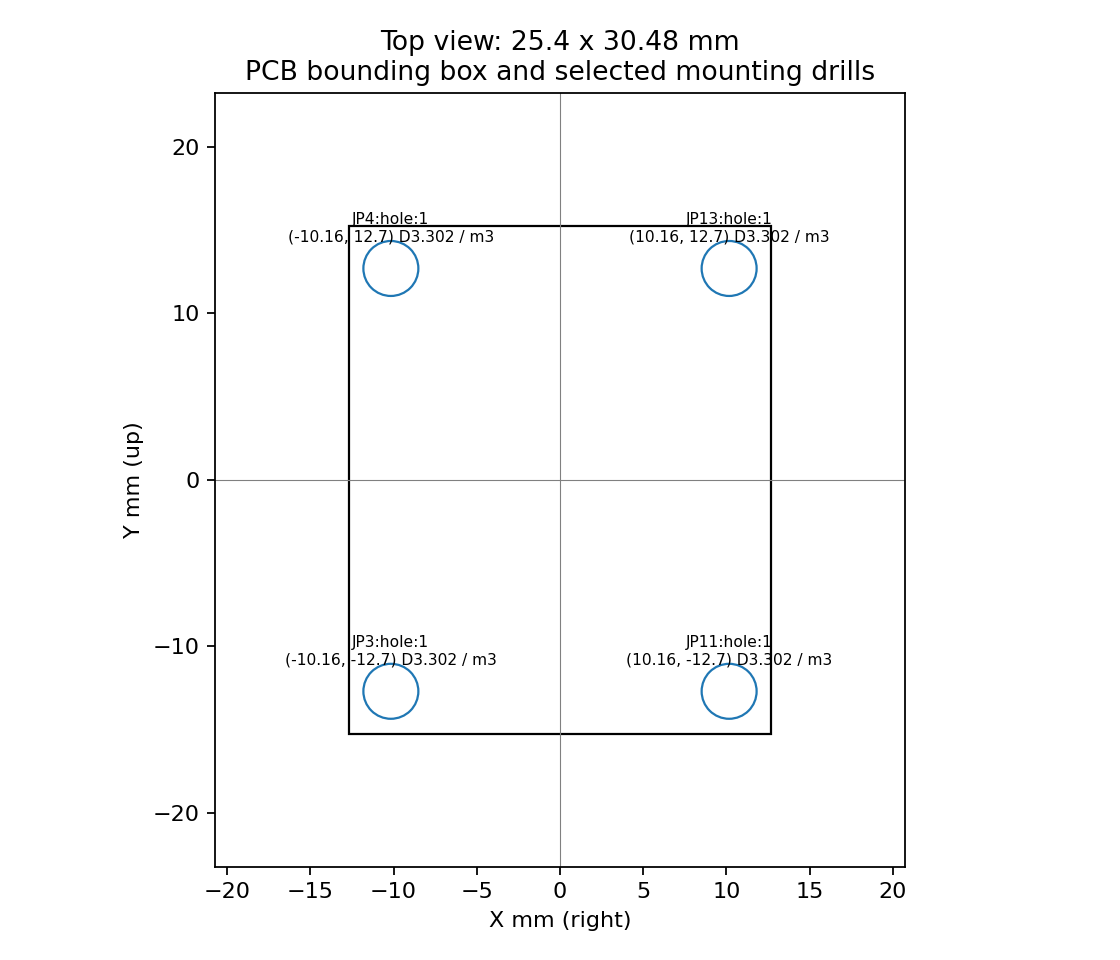 Top view: 25.4 x 30.48 mm
PCB bounding box and selected mounting drills
20
JP4:hole:1
JP13:hole:1
(-10.16, 12.7) D3.302 / m3
(10.16, 12.7) D3.302 / m3
10
Y mm (up)
0
−10
JP3:hole:1
JP11:hole:1
(-10.16, -12.7) D3.302 / m3
(10.16, -12.7) D3.302 / m3
−20
−20 −15 −10 −5 0 5 10 15 20
X mm (right)